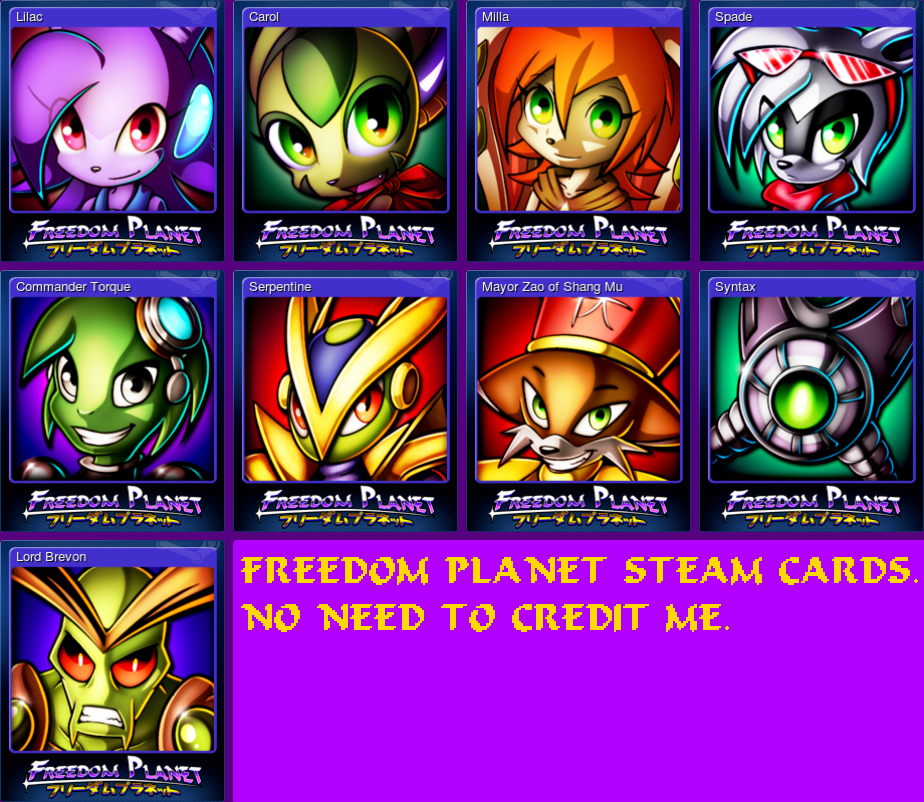 Lilac
FREEDOM PLANET
フリーダムプラネット
Carol
FREEDOM PLANET
フリーダムプラネット
Milla
FREEDOM PLANET
フリーダムプラネット
Spade
FREEDOM PLANET
フリーダムプラネット
Commander Torque
FREEDOM PLANET
フリーダムプラネット
Serpentine
FREEDOM PLANET
フリーダムプラネット
Mayor Zao of Shang Mu
FREEDOM PLANET
フリーダムプラネット
Syntax
FREEDOM PLANET
フリーダムプラネット
Lord Brevon
FREEDOM PLANET
フリーダムプラネット
FREEDOM PLANET STEAM CARDS.
NO NEED TO CREDIT ME.